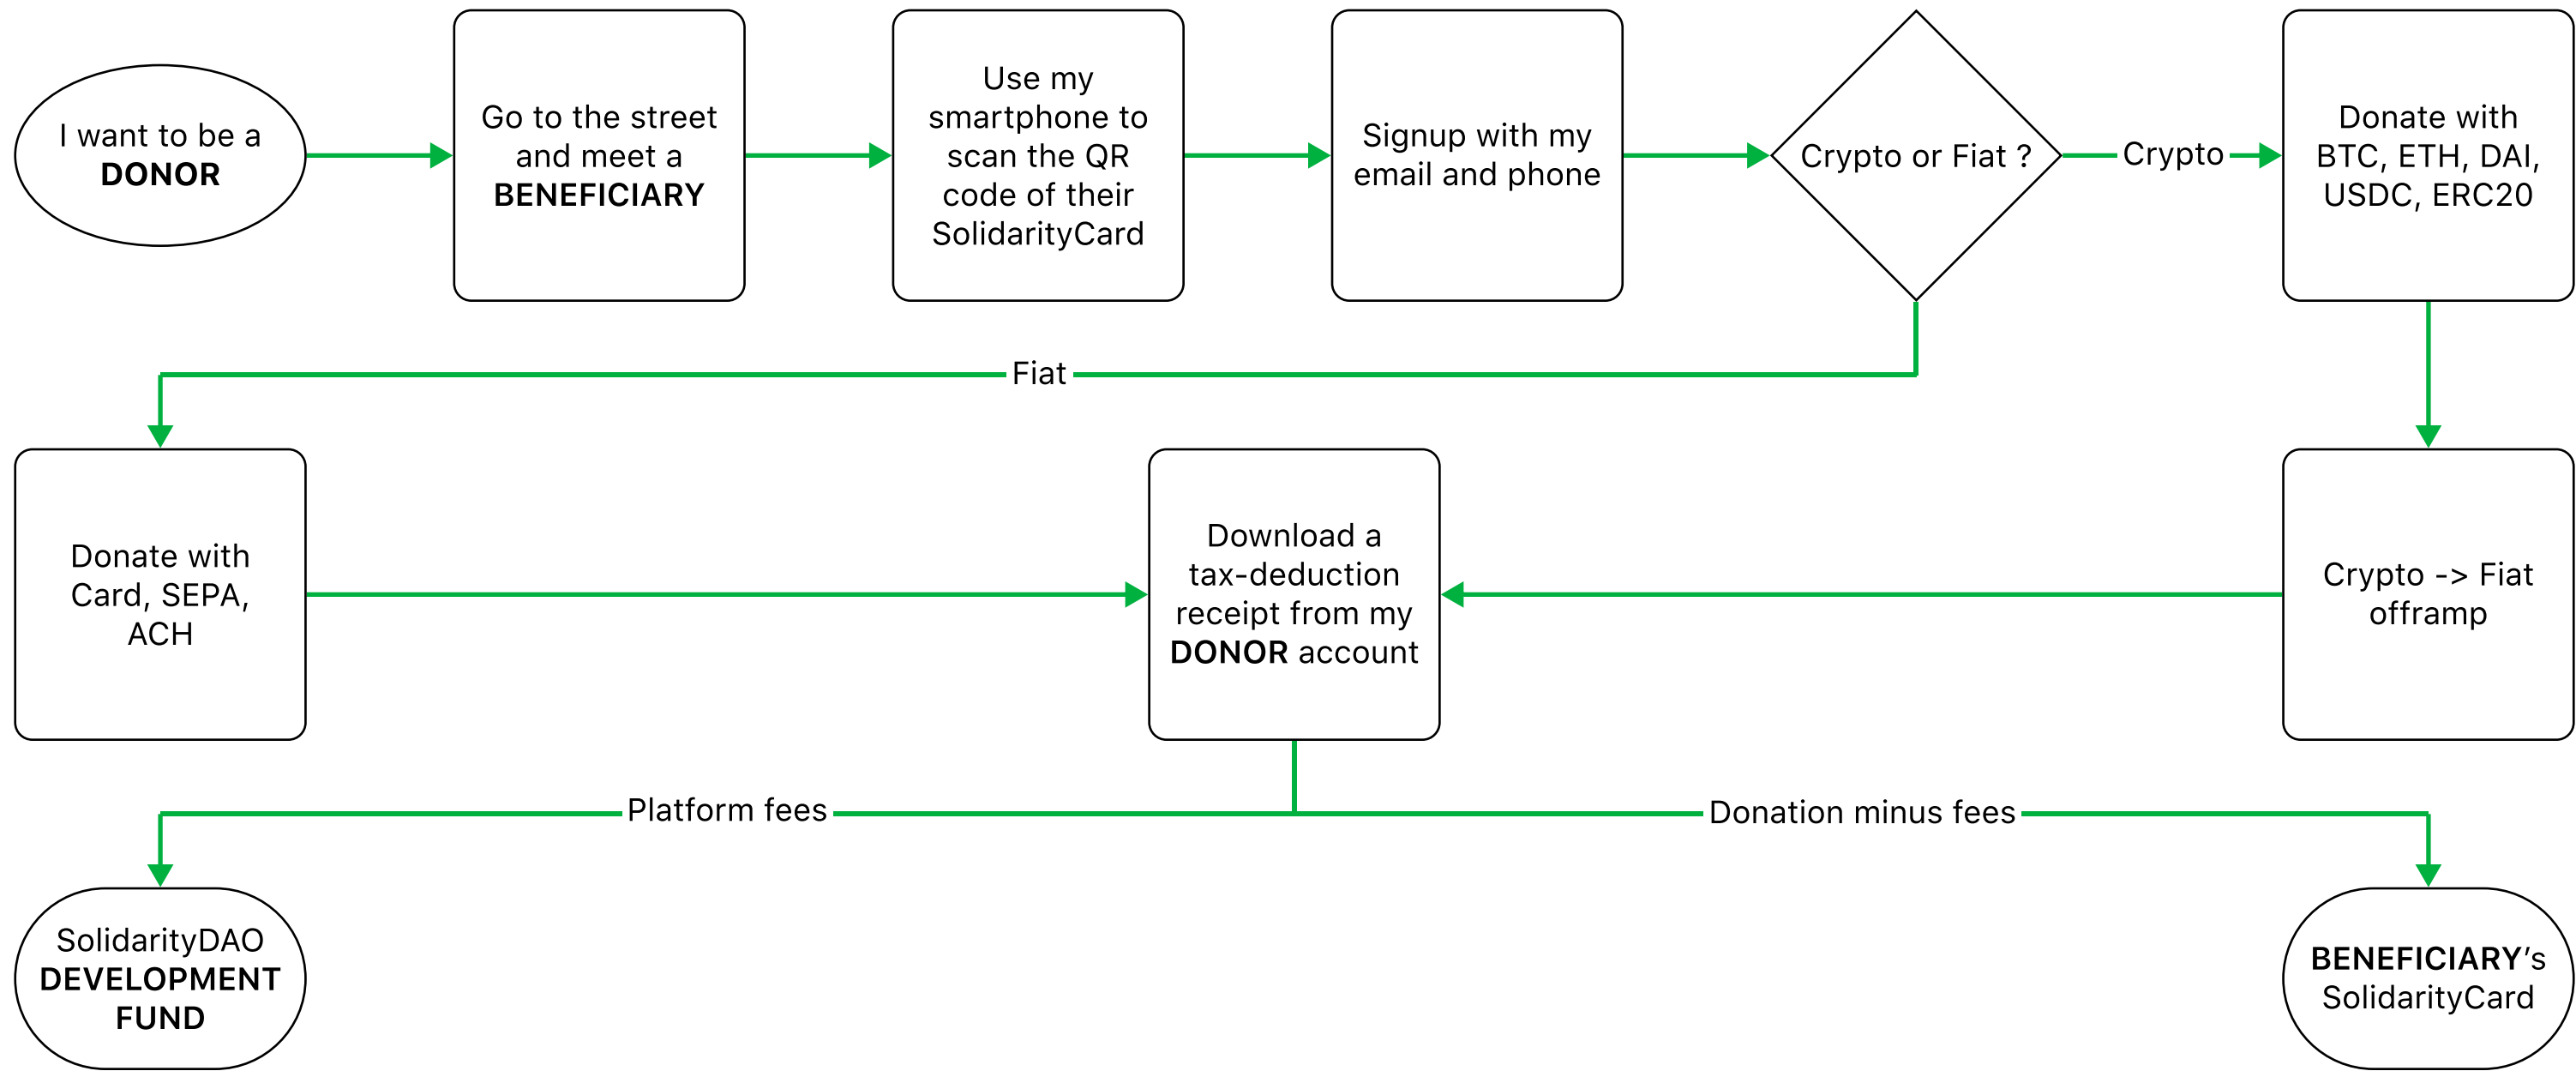 I want to be a
DONOR
Go to the street
and meet a
BENEFICIARY
Use my
smartphone to
scan the QR
code of their
SolidarityCard
Signup with my
email and phone
Crypto or Fiat ?
Crypto
Donate with
BTC, ETH, DAI,
USDC, ERC20
Fiat
Donate with
Card, SEPA,
ACH
Download a
tax-deduction
receipt from my
DONOR account
Crypto -> Fiat
offramp
Platform fees
Donation minus fees
SolidarityDAO
DEVELOPMENT
FUND
BENEFICIARY’s
SolidarityCard